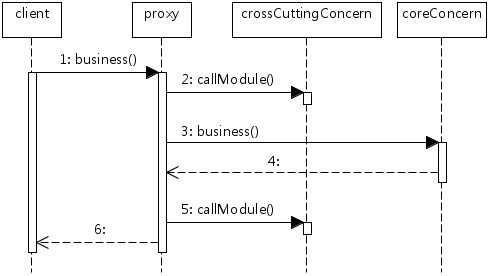 client
proxy
crossCuttingConcern
coreConcern
1: business()
2: callModule()
3: business()
4:
5: callModule()
6: